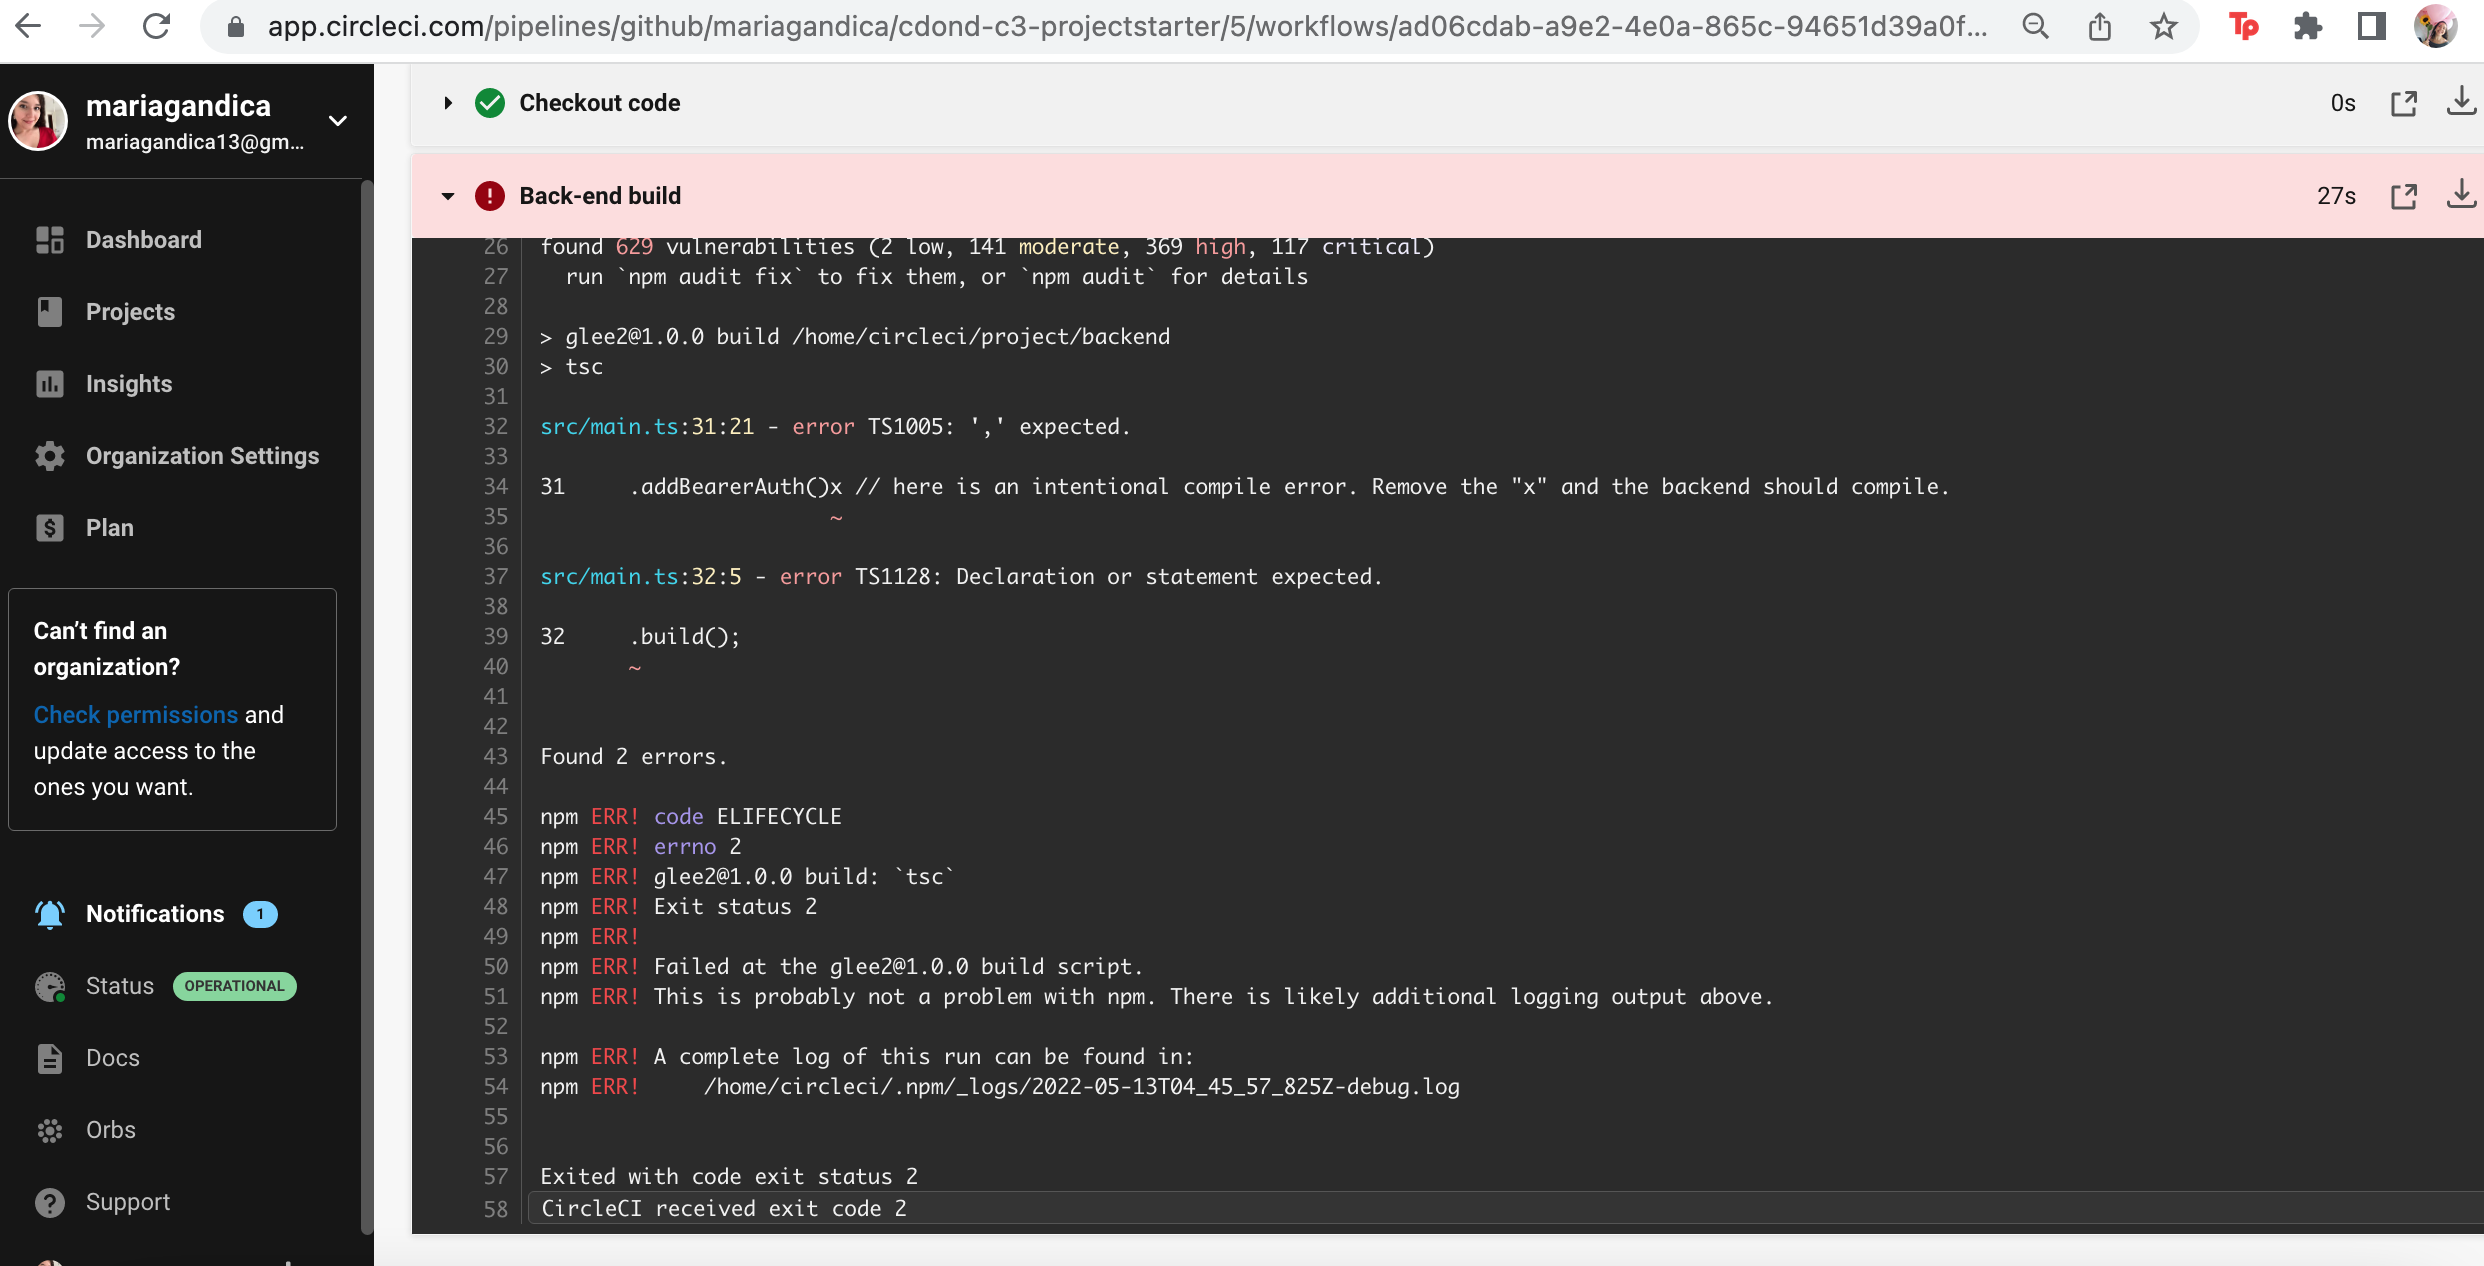 app.circleci.com/pipelines/github/mariagandica/cdond-c3-projectstarter/5/workflows/ad06cdab-a9e2-4e0a-865c-94651d39a0f...
Tp
mariagandica
mariagandica13@gm...
Dashboard
Projects
Insights
Organization Settings
Plan
Can’t find an
organization?
Check permissions and
update access to the
ones you want.
Notifications 1
Status OPERATIONAL
Docs
Orbs
Support
Checkout code 0s
Back-end build 27s
26 found 629 vulnerabilities (2 low, 141 moderate, 369 high, 117 critical)
27 run `npm audit fix` to fix them, or `npm audit` for details
28
29 > glee2@1.0.0 build /home/circleci/project/backend
30 > tsc
31
32 src/main.ts:31:21 - error TS1005: ',' expected.
33
34 31 .addBearerAuth()x // here is an intentional compile error. Remove the "x" and the backend should compile.
35 ~
36
37 src/main.ts:32:5 - error TS1128: Declaration or statement expected.
38
39 32 .build();
40 ~
41
42
43 Found 2 errors.
44
45 npm ERR! code ELIFECYCLE
46 npm ERR! errno 2
47 npm ERR! glee2@1.0.0 build: `tsc`
48 npm ERR! Exit status 2
49 npm ERR!
50 npm ERR! Failed at the glee2@1.0.0 build script.
51 npm ERR! This is probably not a problem with npm. There is likely additional logging output above.
52
53 npm ERR! A complete log of this run can be found in:
54 npm ERR! /home/circleci/.npm/_logs/2022-05-13T04_45_57_825Z-debug.log
55
56
57 Exited with code exit status 2
58 CircleCI received exit code 2